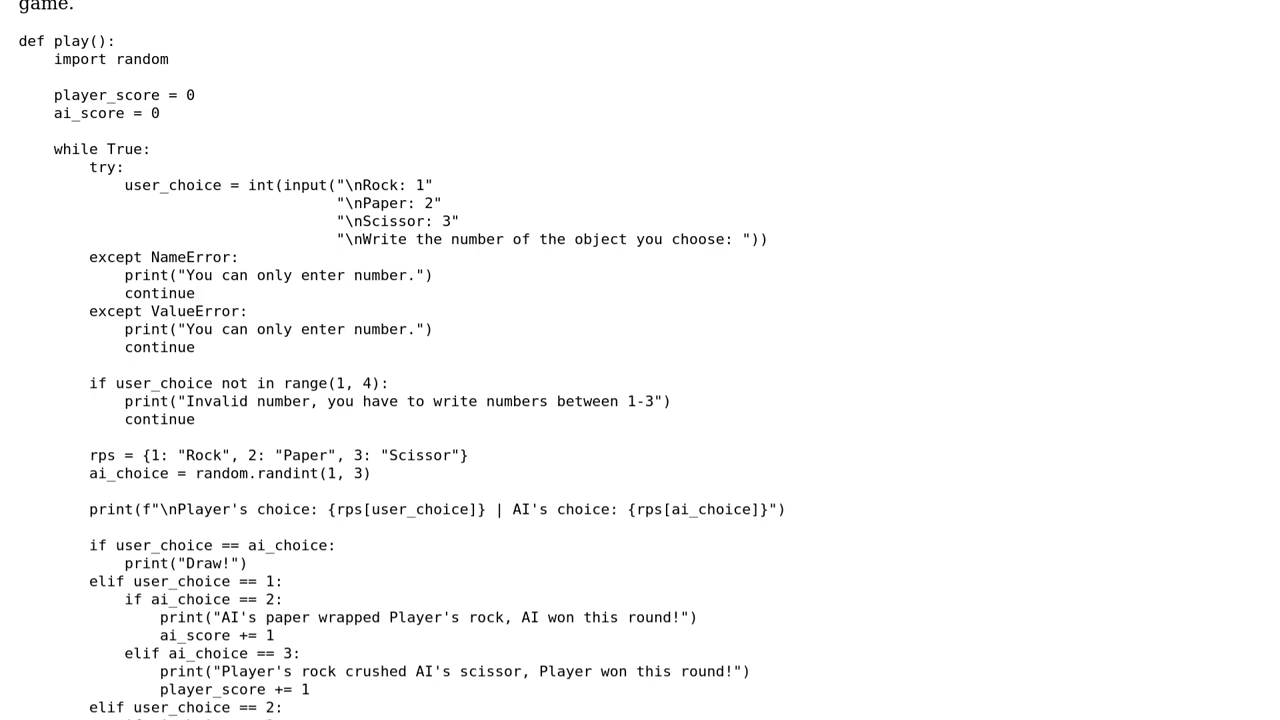 game.
def play():
    import random

    player_score = 0
    ai_score = 0

    while True:
        try:
            user_choice = int(input("\nRock: 1"
                                    "\nPaper: 2"
                                    "\nScissor: 3"
                                    "\nWrite the number of the object you choose: "))
        except NameError:
            print("You can only enter number.")
            continue
        except ValueError:
            print("You can only enter number.")
            continue

        if user_choice not in range(1, 4):
            print("Invalid number, you have to write numbers between 1-3")
            continue

        rps = {1: "Rock", 2: "Paper", 3: "Scissor"}
        ai_choice = random.randint(1, 3)

        print(f"\nPlayer's choice: {rps[user_choice]} | AI's choice: {rps[ai_choice]}")

        if user_choice == ai_choice:
            print("Draw!")
        elif user_choice == 1:
            if ai_choice == 2:
                print("AI's paper wrapped Player's rock, AI won this round!")
                ai_score += 1
            elif ai_choice == 3:
                print("Player's rock crushed AI's scissor, Player won this round!")
                player_score += 1
        elif user_choice == 2: